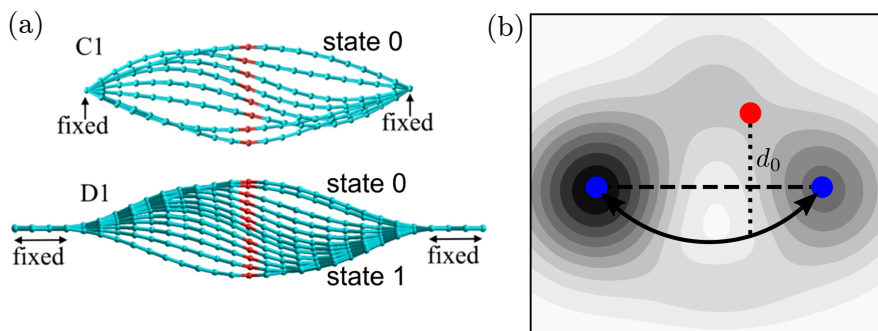 (a)
C1
state 0
fixed
fixed
D1
state 0
fixed
state 1
fixed
(b)
d₀